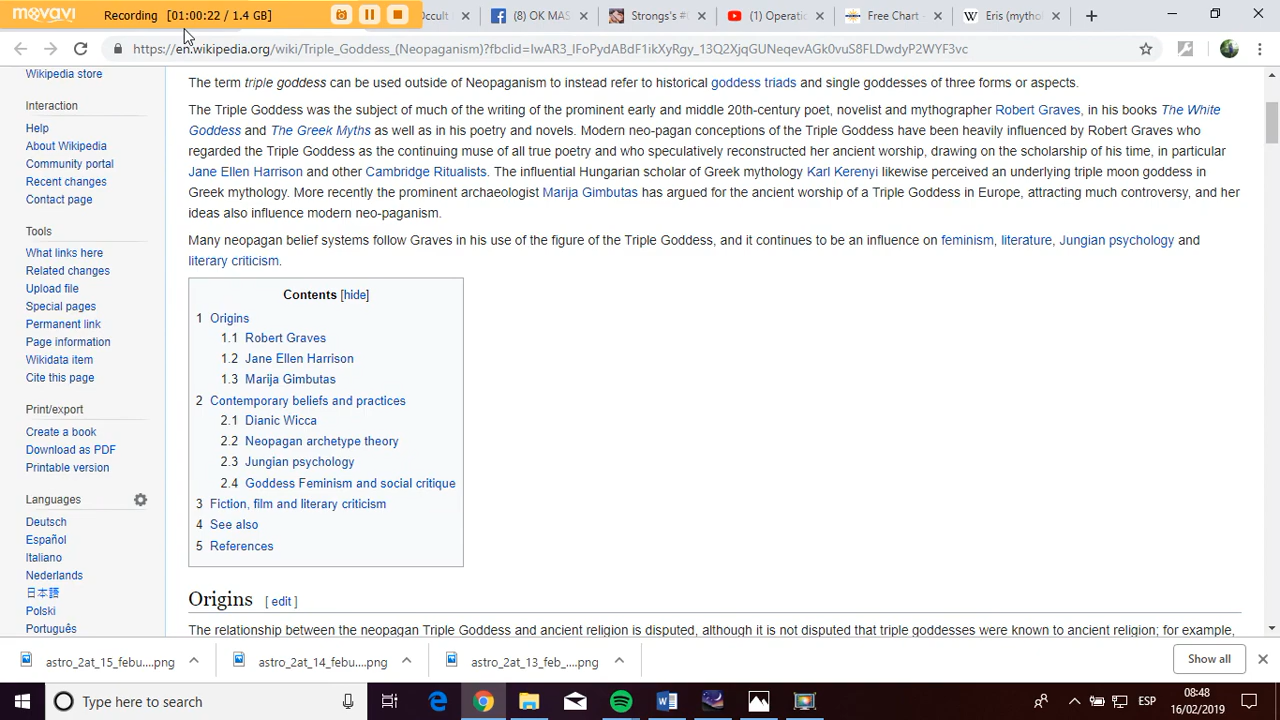 movavi
Recording [01:00:22 / 1.4 GB]
Occult
(8) OK MAS
Strongs's #
(1) Operatio
Free Chart -
Eris (mytho
https://en.wikipedia.org/wiki/Triple_Goddess_(Neopaganism)?fbclid=IwAR3_IFoPydABdF1ikXyRgy_13Q2XjqGUNeqevAGk0vuS8FLDwdyP2WYF3vc
Wikipedia store
Interaction
Help
About Wikipedia
Community portal
Recent changes
Contact page
Tools
What links here
Related changes
Upload file
Special pages
Permanent link
Page information
Wikidata item
Cite this page
Print/export
Create a book
Download as PDF
Printable version
Languages
Deutsch
Español
Italiano
Nederlands
日本語
Polski
Português
The term triple goddess can be used outside of Neopaganism to instead refer to historical goddess triads and single goddesses of three forms or aspects.
The Triple Goddess was the subject of much of the writing of the prominent early and middle 20th-century poet, novelist and mythographer Robert Graves, in his books The White
Goddess and The Greek Myths as well as in his poetry and novels. Modern neo-pagan conceptions of the Triple Goddess have been heavily influenced by Robert Graves who
regarded the Triple Goddess as the continuing muse of all true poetry and who speculatively reconstructed her ancient worship, drawing on the scholarship of his time, in particular
Jane Ellen Harrison and other Cambridge Ritualists. The influential Hungarian scholar of Greek mythology Karl Kerenyi likewise perceived an underlying triple moon goddess in
Greek mythology. More recently the prominent archaeologist Marija Gimbutas has argued for the ancient worship of a Triple Goddess in Europe, attracting much controversy, and her
ideas also influence modern neo-paganism.
Many neopagan belief systems follow Graves in his use of the figure of the Triple Goddess, and it continues to be an influence on feminism, literature, Jungian psychology and
literary criticism.
Contents [hide]
1 Origins
1.1 Robert Graves
1.2 Jane Ellen Harrison
1.3 Marija Gimbutas
2 Contemporary beliefs and practices
2.1 Dianic Wicca
2.2 Neopagan archetype theory
2.3 Jungian psychology
2.4 Goddess Feminism and social critique
3 Fiction, film and literary criticism
4 See also
5 References
Origins [ edit ]
The relationship between the neopagan Triple Goddess and ancient religion is disputed, although it is not disputed that triple goddesses were known to ancient religion; for example,
astro_2at_15_febu....png
astro_2at_14_febu....png
astro_2at_13_feb_....png
Show all
Type here to search
ESP
08:48
16/02/2019